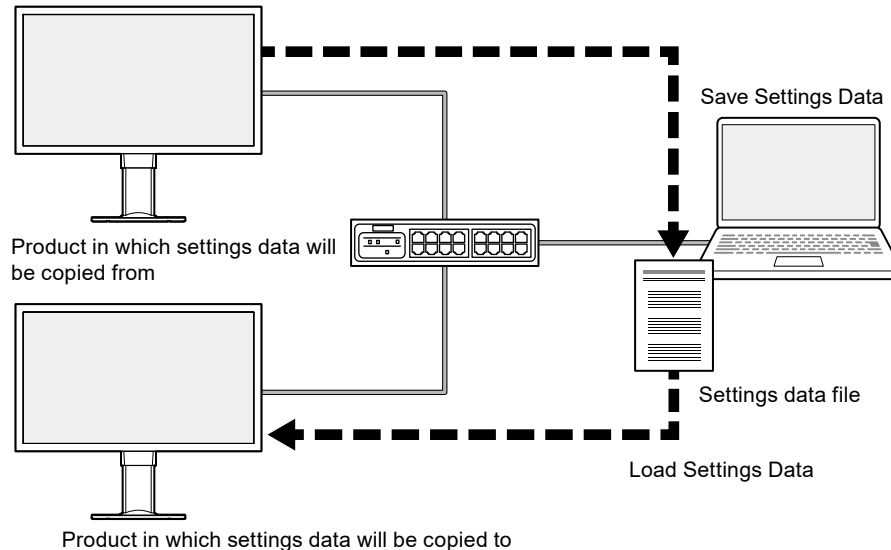 Save Settings Data
Product in which settings data will
be copied from
Settings data file
Load Settings Data
Product in which settings data will be copied to